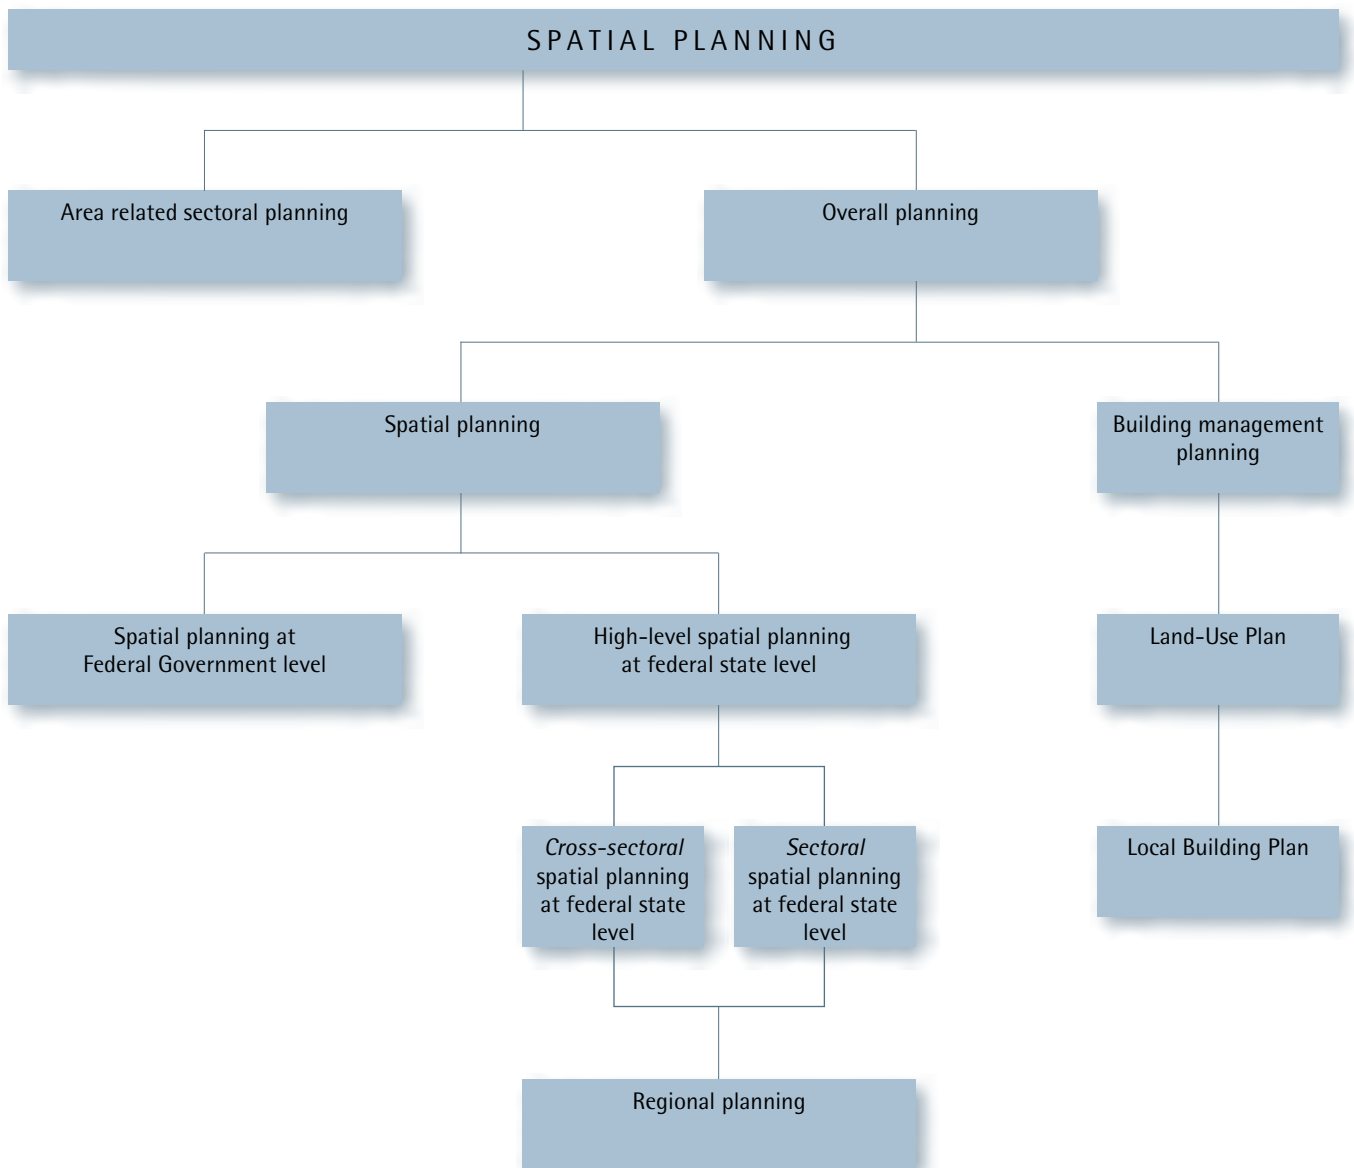 SPATIAL PLANNING
Area related sectoral planning
Overall planning
Spatial planning
Building management
planning
Spatial planning at
Federal Government level
High-level spatial planning
at federal state level
Land-Use Plan
Cross-sectoral
spatial planning
at federal state
level
Sectoral
spatial planning
at federal state
level
Local Building Plan
Regional planning